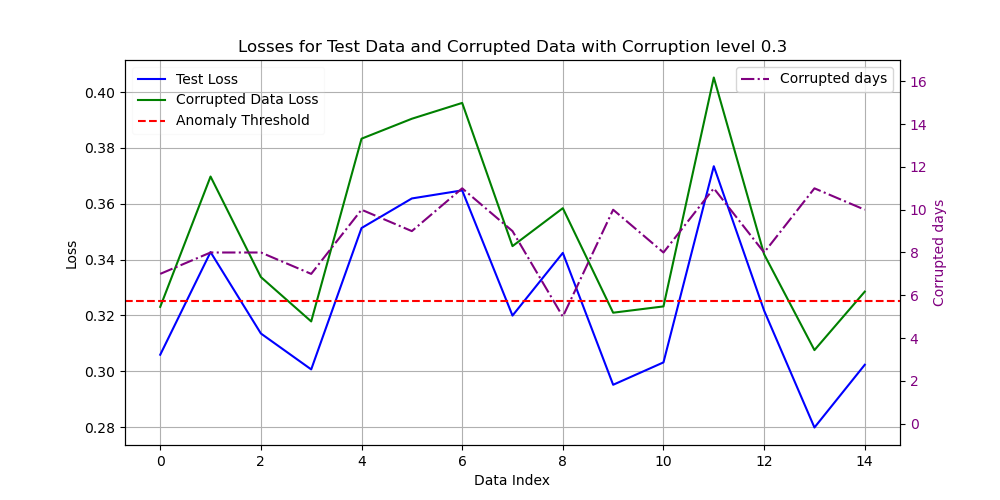 Losses for Test Data and Corrupted Data with Corruption level 0.3
Test Loss
Corrupted Data Loss
Anomaly Threshold
Corrupted days
Loss
0.40
0.38
0.36
0.34
0.32
0.30
0.28
16
14
12
10
8
6
4
2
0
Corrupted days
0 2 4 6 8 10 12 14
Data Index